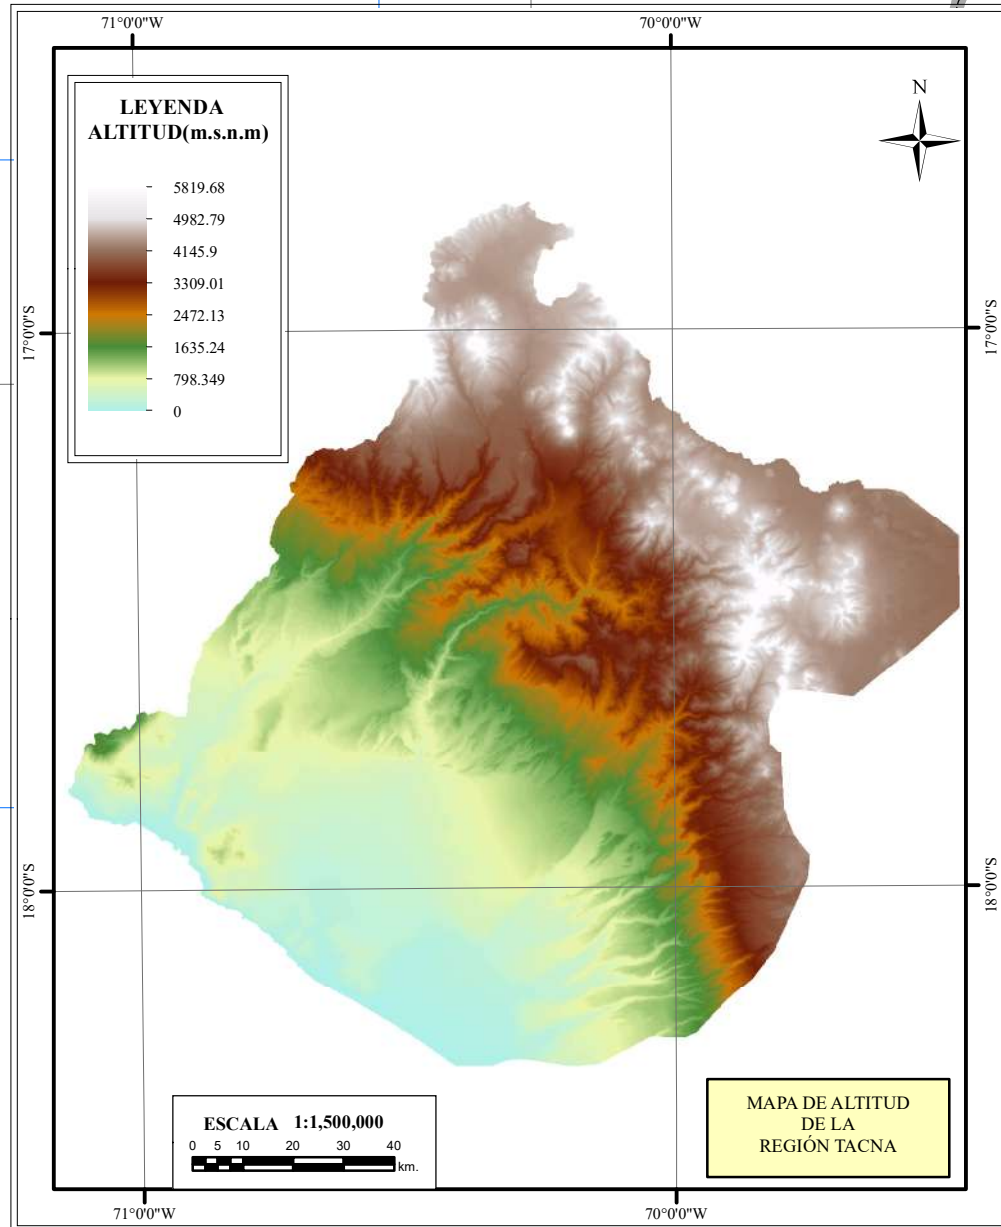 71°0'0"W
70°0'0"W
LEYENDA
ALTITUD(m.s.n.m)
5819.68
4982.79
4145.9
3309.01
2472.13
1635.24
798.349
0
N
17°0'0"S
17°0'0"S
18°0'0"S
18°0'0"S
ESCALA 1:1,500,000
0 5 10 20 30 40
km.
MAPA DE ALTITUD
DE LA
REGIÓN TACNA
71°0'0"W
70°0'0"W